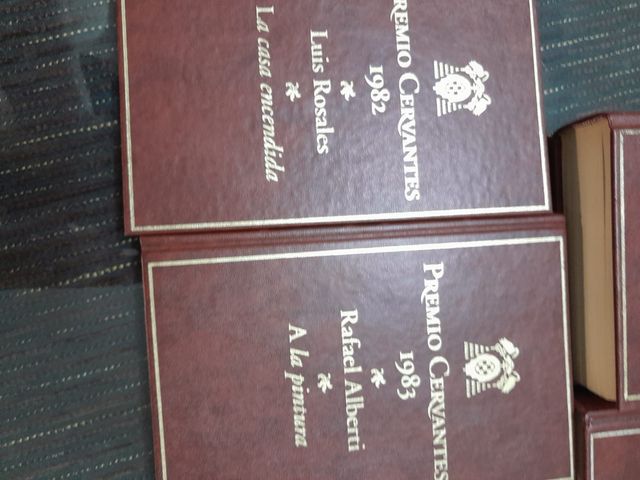 PREMIO CERVANTES
1982
Luis Rosales
La casa encendida
PREMIO CERVANTES
1983
Rafael Alberti
A la pintura